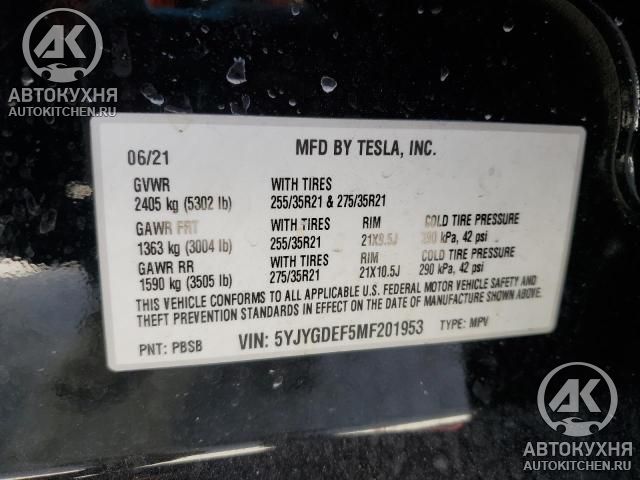 AK
АВТОКУХНЯ
AUTOKITCHEN.RU
06/21 MFD BY TESLA, INC.
GVWR WITH TIRES
2405 kg (5302 lb) 255/35R21 & 275/35R21
GAWR FRT WITH TIRES RIM COLD TIRE PRESSURE
1363 kg (3004 lb) 255/35R21 21X9.5J 290 kPa, 42 psi
GAWR RR WITH TIRES RIM COLD TIRE PRESSURE
1590 kg (3505 lb) 275/35R21 21X10.5J 290 kPa, 42 psi
THIS VEHICLE CONFORMS TO ALL APPLICABLE U.S. FEDERAL MOTOR VEHICLE SAFETY AND
THEFT PREVENTION STANDARDS IN EFFECT ON THE DATE OF MANUFACTURE SHOWN ABOVE.
PNT: PBSB VIN: 5YJYGDEF5MF201953 TYPE: MPV
AK
АВТОКУХНЯ
AUTOKITCHEN.RU